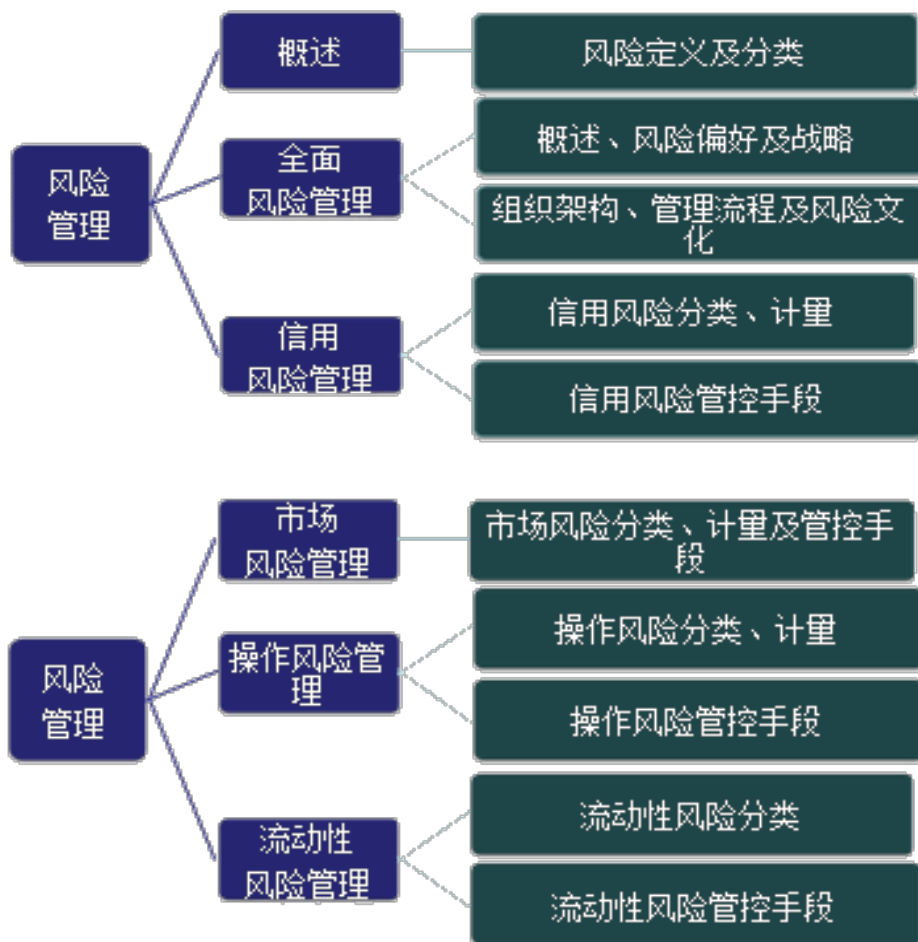 概述
风险定义及分类
风险
管理
全面
风险管理
概述、风险偏好及战略
组织架构、管理流程及风险文
化
信用
风险管理
信用风险分类、计量
信用风险管控手段
市场
风险管理
市场风险分类、计量及管控手
段
风险
管理
操作风险管
理
操作风险分类、计量
操作风险管控手段
流动性
风险管理
流动性风险分类
流动性风险管控手段